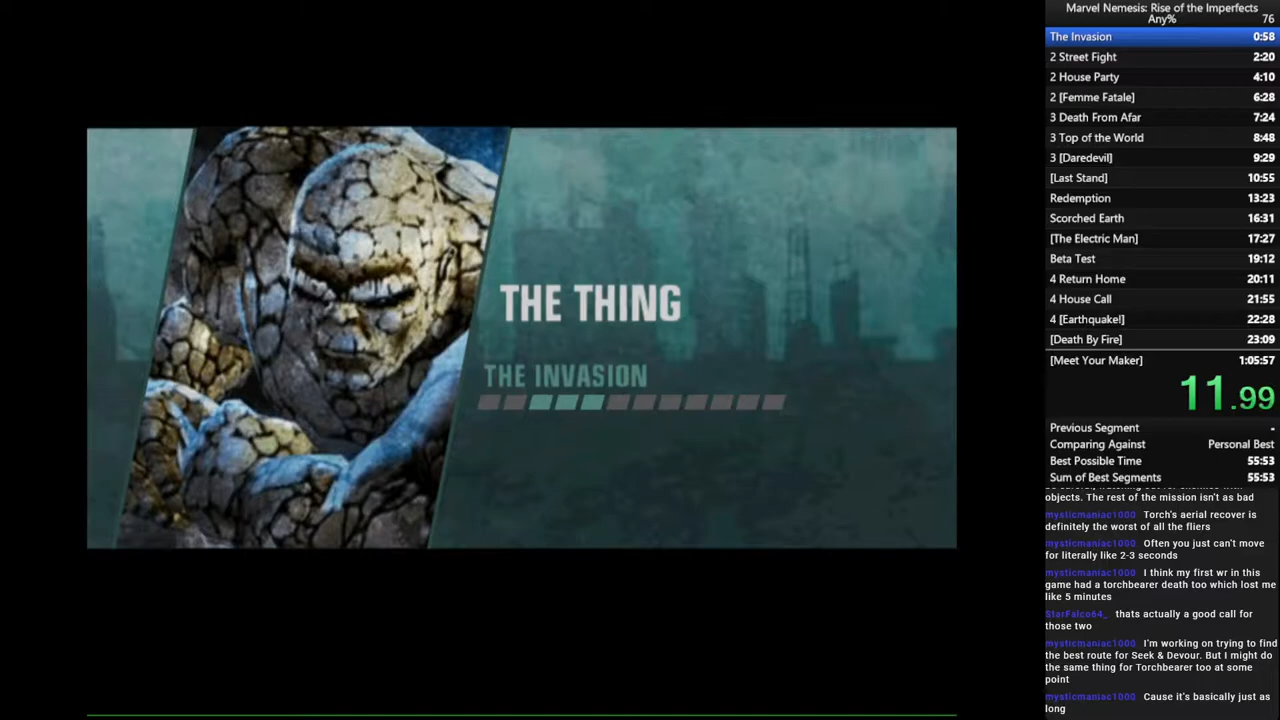 THE THING
THE INVASION
Marvel Nemesis: Rise of the Imperfects
Any% 76
The Invasion 0:58
2 Street Fight 2:20
2 House Party 4:10
2 [Femme Fatale] 6:28
3 Death From Afar 7:24
3 Top of the World 8:48
3 [Daredevil] 9:29
[Last Stand] 10:55
Redemption 13:23
Scorched Earth 16:31
[The Electric Man] 17:27
Beta Test 19:12
4 Return Home 20:11
4 House Call 21:55
4 [Earthquake!] 22:28
[Death By Fire] 23:09
[Meet Your Maker] 1:05:57
11.99
Previous Segment -
Comparing Against Personal Best
Best Possible Time 55:53
Sum of Best Segments 55:53
objects. The rest of the mission isn't as bad
mysticmaniac1000 Torch's aerial recover is
definitely the worst of all the fliers
mysticmaniac1000 Often you just can't move
for literally like 2-3 seconds
mysticmaniac1000 I think my first wr in this
game had a torchbearer death too which lost me
like 5 minutes
StarFalco64_ thats actually a good call for
those two
mysticmaniac1000 I'm working on trying to find
the best route for Seek & Devour. But I might do
the same thing for Torchbearer too at some
point
mysticmaniac1000 Cause it's basically just as
long